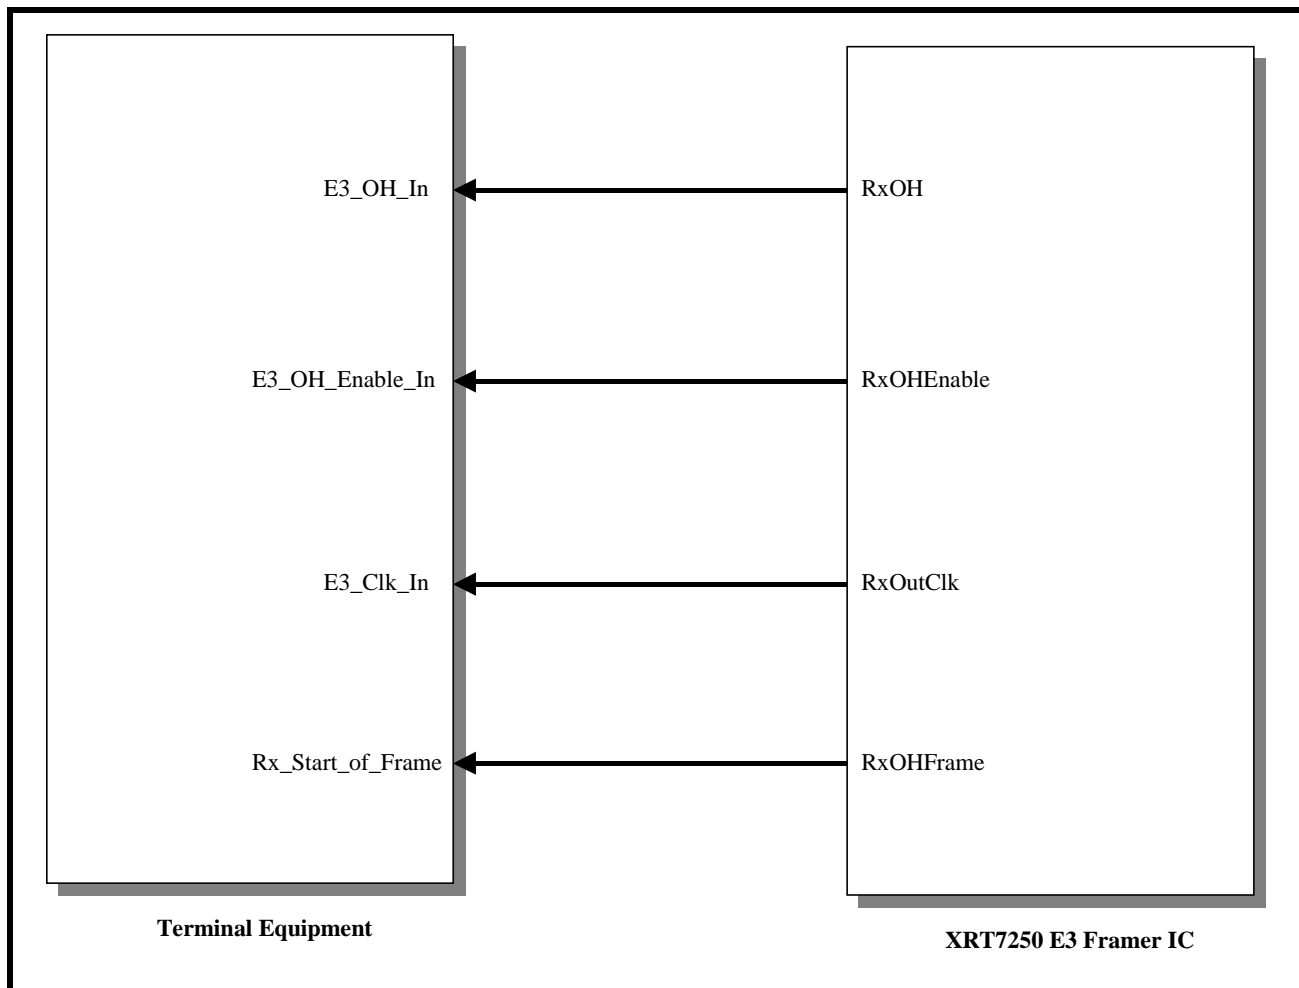 E3_OH_In
RxOH
E3_OH_Enable_In
RxOHEnable
E3_Clk_In
RxOutClk
Rx_Start_of_Frame
RxOHFrame
Terminal Equipment
XRT7250 E3 Framer IC